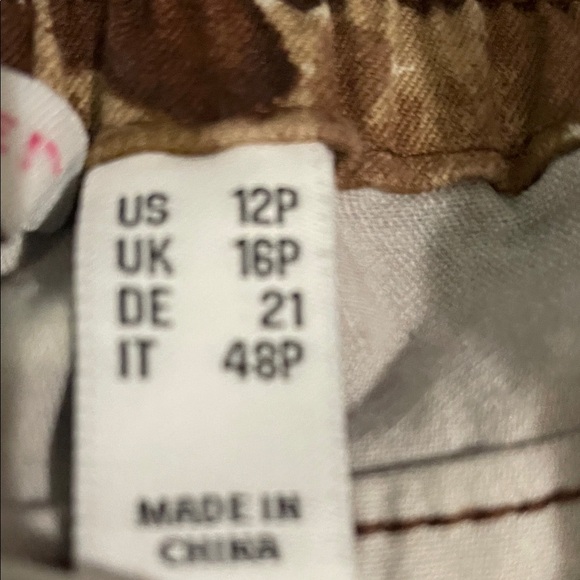 US 12P
UK 16P
DE 21
IT 48P
MADE IN
CHINA